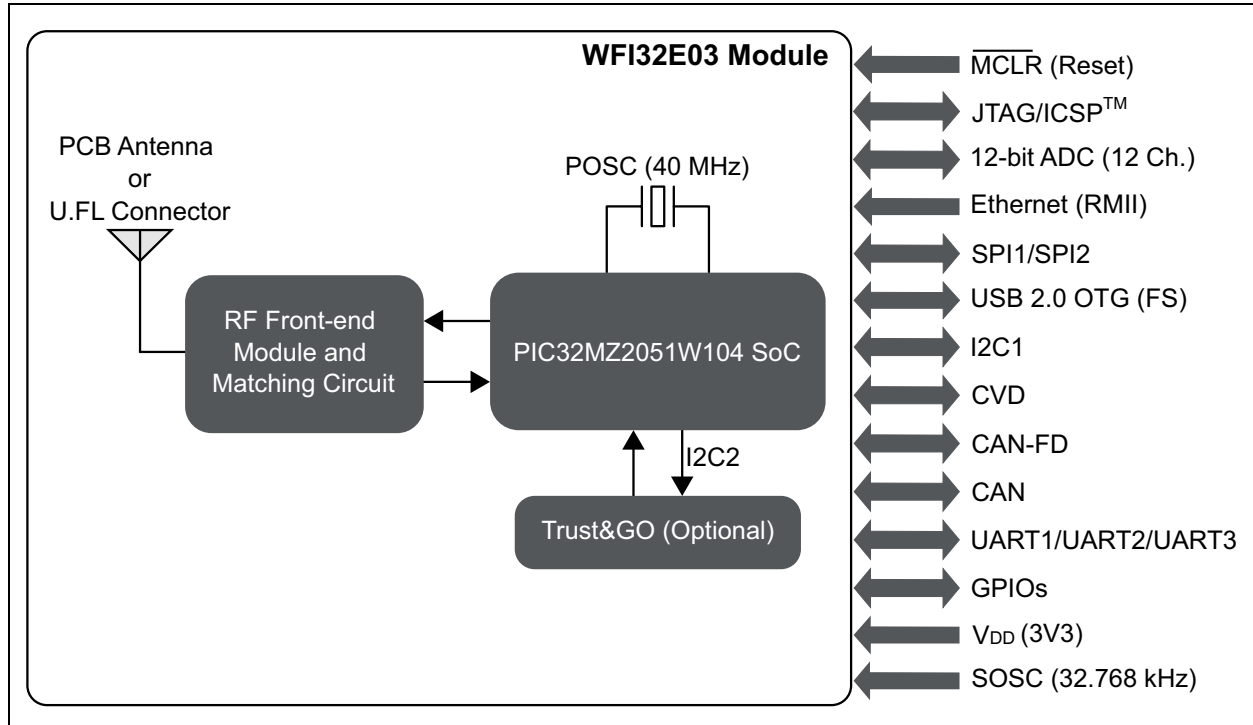 WFI32E03 Module
PCB Antenna
or
U.FL Connector
POSC (40 MHz)
RF Front-end
Module and
Matching Circuit
PIC32MZ2051W104 SoC
I2C2
Trust&GO (Optional)
MCLR (Reset)
JTAG/ICSP™
12-bit ADC (12 Ch.)
Ethernet (RMII)
SPI1/SPI2
USB 2.0 OTG (FS)
I2C1
CVD
CAN-FD
CAN
UART1/UART2/UART3
GPIOs
VDD (3V3)
SOSC (32.768 kHz)